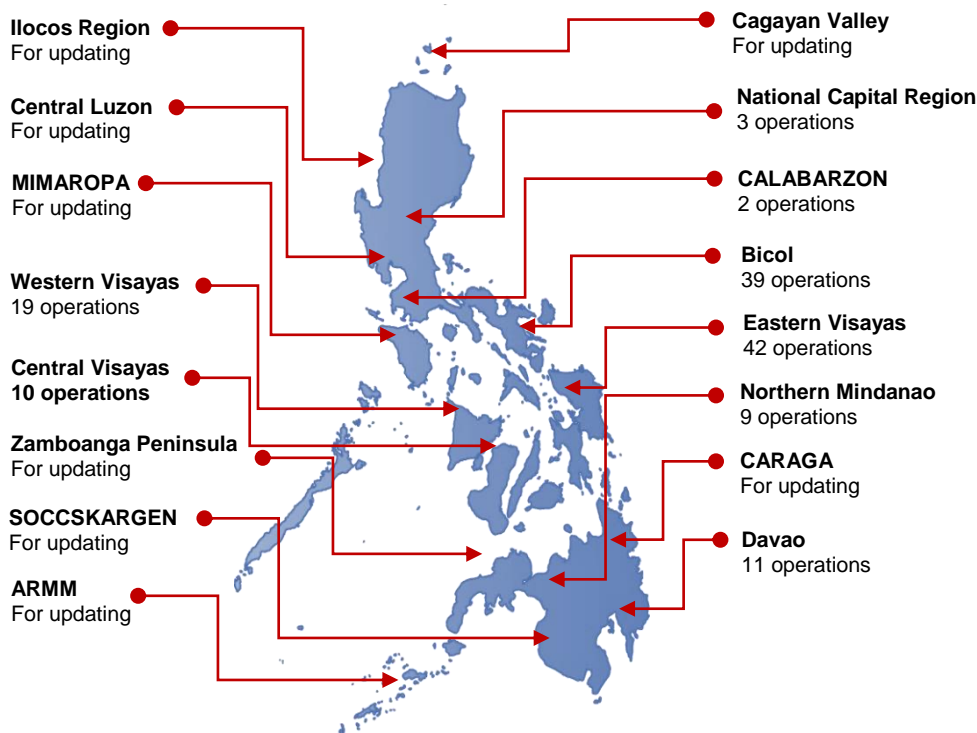 Ilocos Region
For updating
Central Luzon
For updating
MIMAROPA
For updating
Western Visayas
19 operations
Central Visayas
10 operations
Zamboanga Peninsula
For updating
SOCCSKARGEN
For updating
ARMM
For updating
Cagayan Valley
For updating
National Capital Region
3 operations
CALABARZON
2 operations
Bicol
39 operations
Eastern Visayas
42 operations
Northern Mindanao
9 operations
CARAGA
For updating
Davao
11 operations